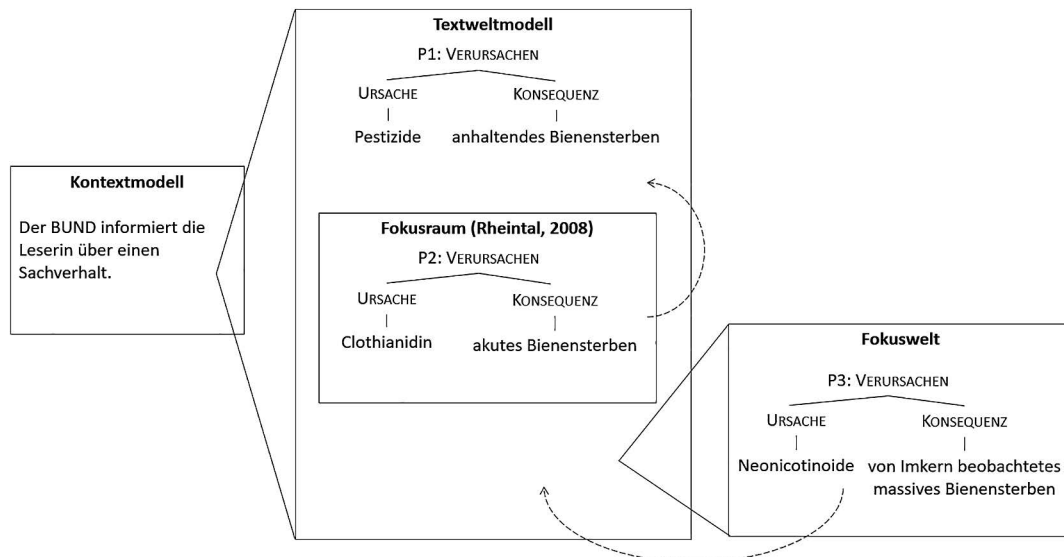 Textweltmodell
P1: VERURSACHEN
URSACHE
KONSEQUENZ
Pestizide
anhaltendes Bienensterben
Kontextmodell
Der BUND informiert die
Leserin über einen
Sachverhalt.
Fokusraum (Rheintal, 2008)
P2: VERURSACHEN
URSACHE
KONSEQUENZ
Clothianidin
akutes Bienensterben
Fokuswelt
P3: VERURSACHEN
URSACHE
KONSEQUENZ
Neonicotinoide
von Imkern beobachtetes
massives Bienensterben